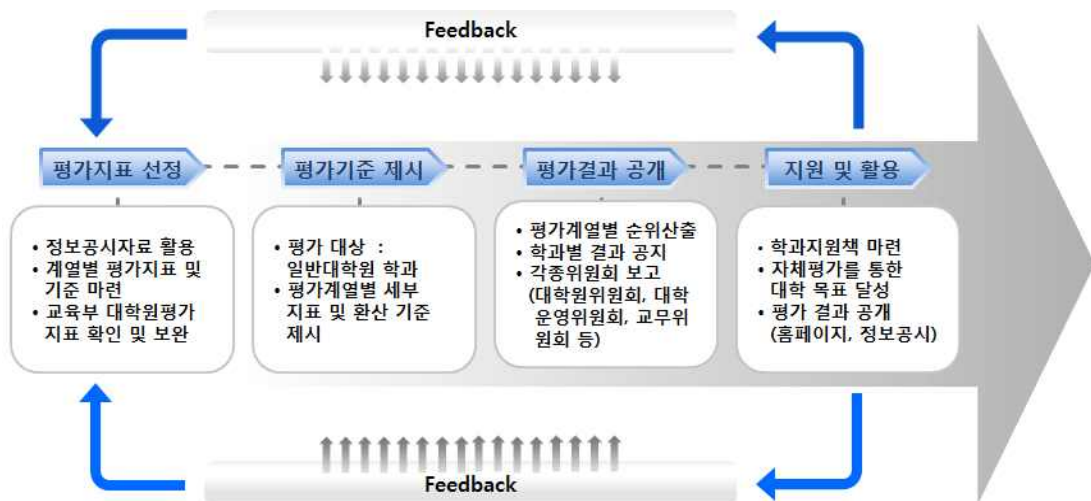 Feedback
평가지표 선정
평가기준 제시
평가결과 공개
지원 및 활용
• 정보공시자료 활용
• 계열별 평가지표 및
기준 마련
• 교육부 대학원평가
지표 확인 및 보완
• 평가 대상 :
일반대학원 학과
• 평가계열별 세부
지표 및 환산 기준
제시
• 평가계열별 순위산출
• 학과별 결과 공지
• 각종위원회 보고
(대학원위원회, 대학
운영위원회, 교무위
원회 등)
• 학과지원책 마련
• 자체평가를 통한
대학 목표 달성
• 평가 결과 공개
(홈페이지, 정보공시)
Feedback